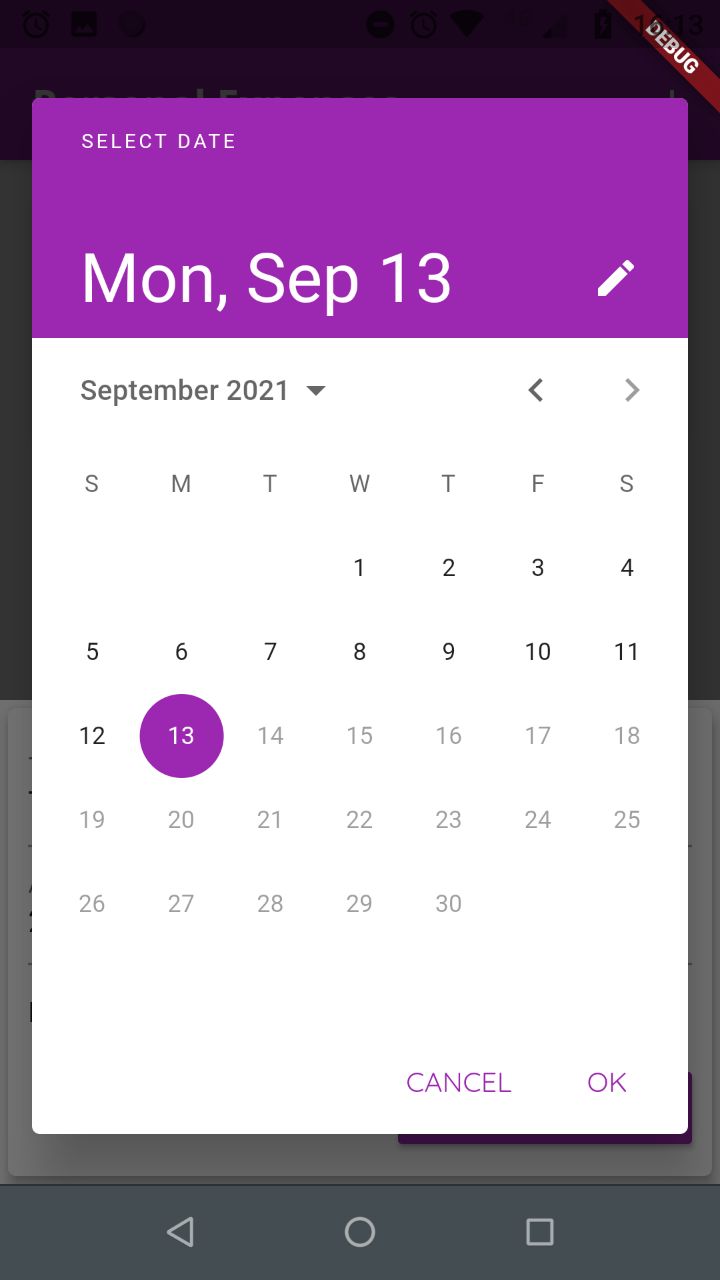 DEBUG
Personal Expenses
SELECT DATE
Mon, Sep 13
September 2021
S M T W T F S
1 2 3 4
5 6 7 8 9 10 11
12 13 14 15 16 17 18
19 20 21 22 23 24 25
26 27 28 29 30
CANCEL OK